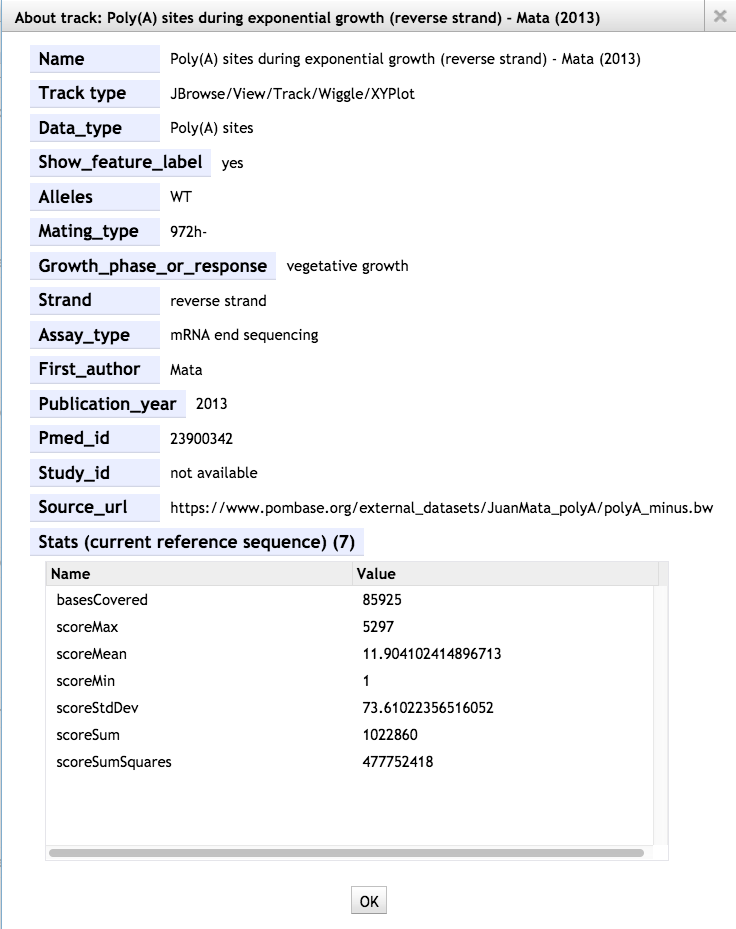 About track: Poly(A) sites during exponential growth (reverse strand) - Mata (2013)
Name Poly(A) sites during exponential growth (reverse strand) - Mata (2013)
Track type JBrowse/View/Track/Wiggle/XYPlot
Data_type Poly(A) sites
Show_feature_label yes
Alleles WT
Mating_type 972h-
Growth_phase_or_response vegetative growth
Strand reverse strand
Assay_type mRNA end sequencing
First_author Mata
Publication_year 2013
Pmed_id 23900342
Study_id not available
Source_url https://www.pombase.org/external_datasets/JuanMata_polyA/polyA_minus.bw
Stats (current reference sequence) (7)
Name Value
basesCovered 85925
scoreMax 5297
scoreMean 11.904102414896713
scoreMin 1
scoreStdDev 73.61022356516052
scoreSum 1022860
scoreSumSquares 477752418
OK